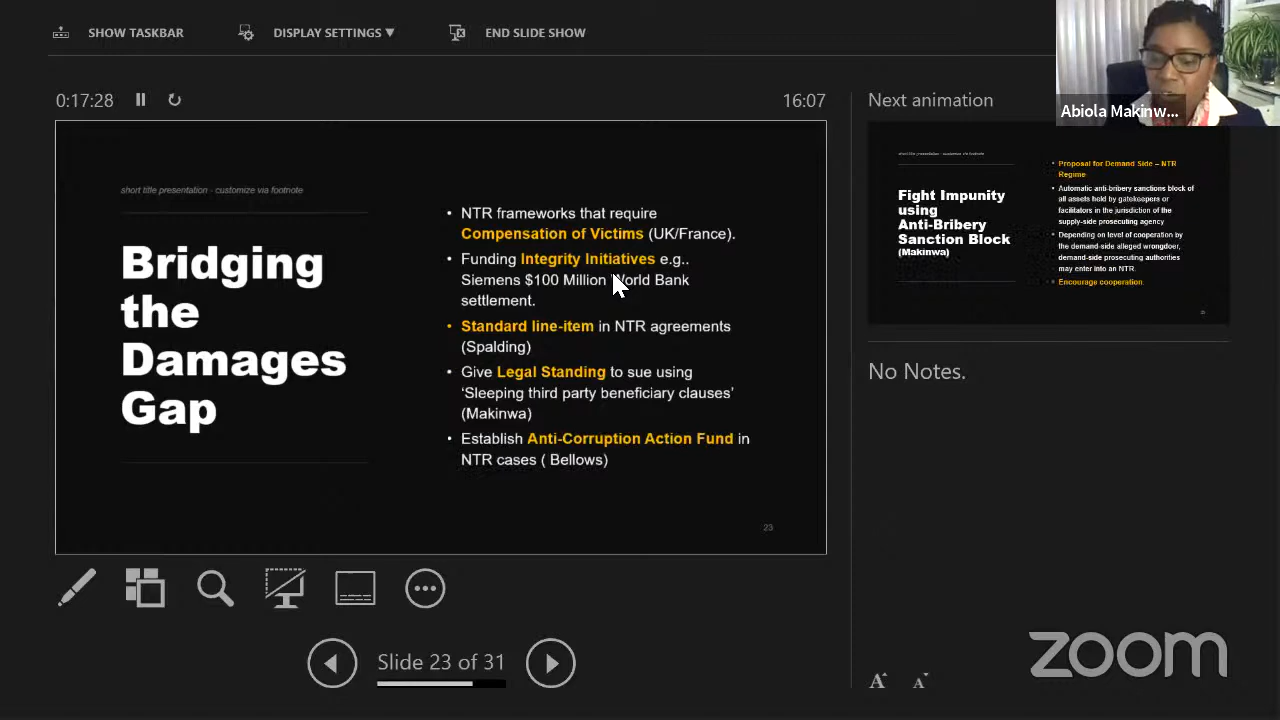 SHOW TASKBAR
DISPLAY SETTINGS ▼
END SLIDE SHOW
Abiola Makinw...
0:17:28
16:07
Next animation
short title presentation - customize via footnote
Bridging
the
Damages
Gap
• NTR frameworks that require
Compensation of Victims (UK/France).
• Funding Integrity Initiatives e.g..
Siemens $100 Million World Bank
settlement.
• Standard line-item in NTR agreements
(Spalding)
• Give Legal Standing to sue using
‘Sleeping third party beneficiary clauses’
(Makinwa)
• Establish Anti-Corruption Action Fund in
NTR cases ( Bellows)
23
short title presentation - customize via footnote
Fight Impunity
using
Anti-Bribery
Sanction Block
(Makinwa)
• Proposal for Demand Side – NTR
Regime
• Automatic anti-bribery sanctions block of
all assets held by gatekeepers or
facilitators in the jurisdiction of the
supply-side prosecuting agency
• Depending on level of cooperation by
the demand-side alleged wrongdoer,
demand-side prosecuting authorities
may enter into an NTR.
• Encourage cooperation.
No Notes.
Slide 23 of 31
A A
zoom